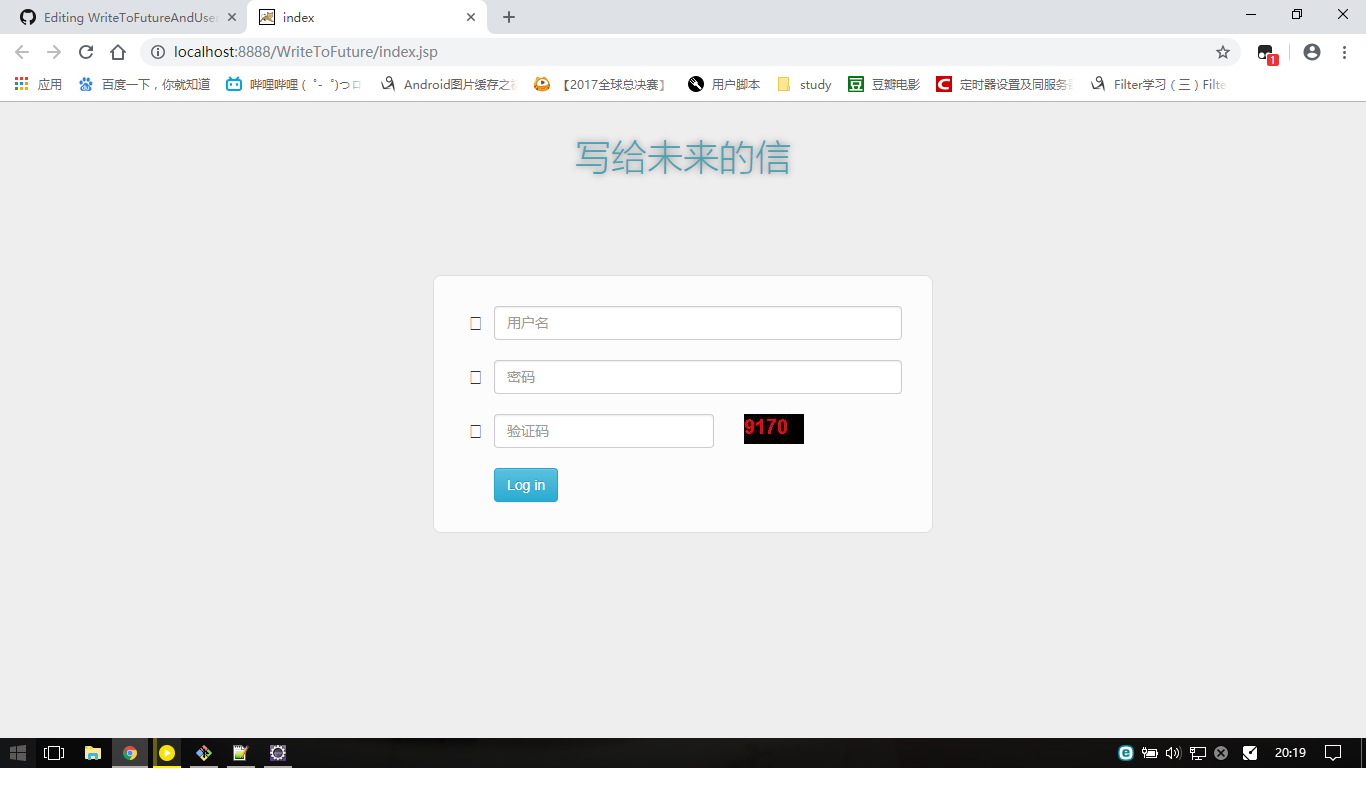 Editing WriteToFutureAndUser
index
localhost:8888/WriteToFuture/index.jsp
1
应用 百度一下，你就知道 哔哩哔哩 ( ゜- ゜)つロ Android图片缓存之 【2017全球总决赛】 用户脚本 study 豆瓣电影 定时器设置及同服务 Filter学习（三）Filte
写给未来的信
用户名
密码
验证码
9170
Log in
20:19